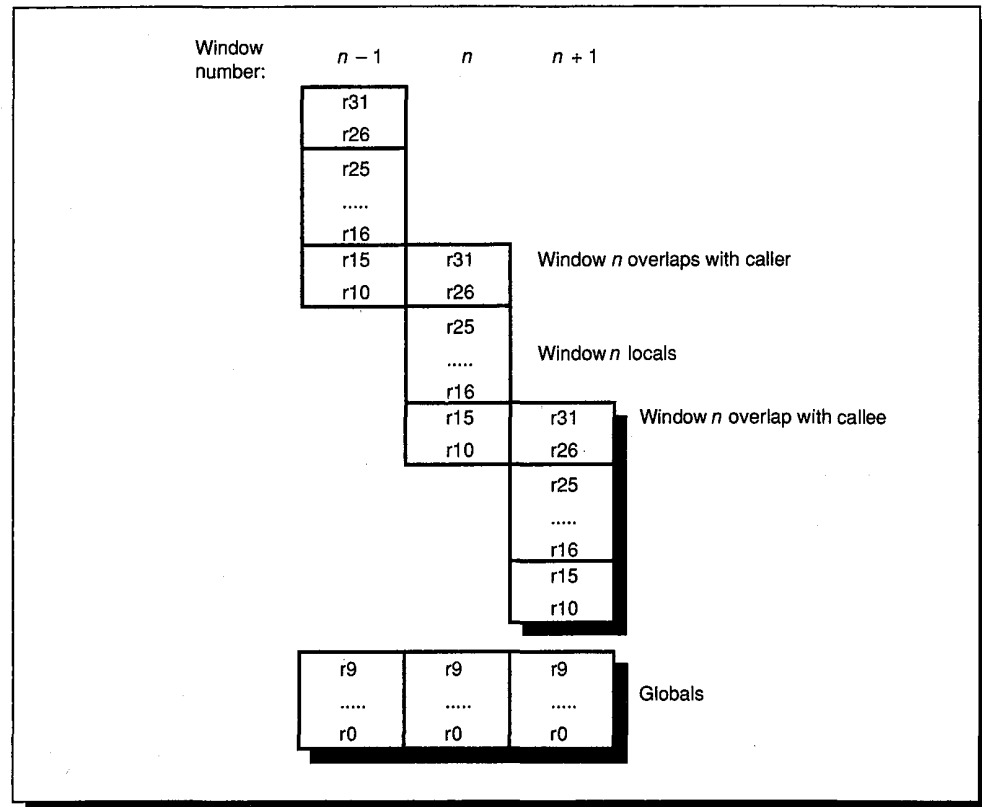 Window number: n – 1 n n + 1
r31
r26
r25
.....
r16
r15 r31 Window n overlaps with caller
r10 r26
r25
..... Window n locals
r16
r15 r31 Window n overlap with callee
r10 r26
r25
.....
r16
r15
r10
r9 r9 r9 Globals
..... ..... .....
r0 r0 r0